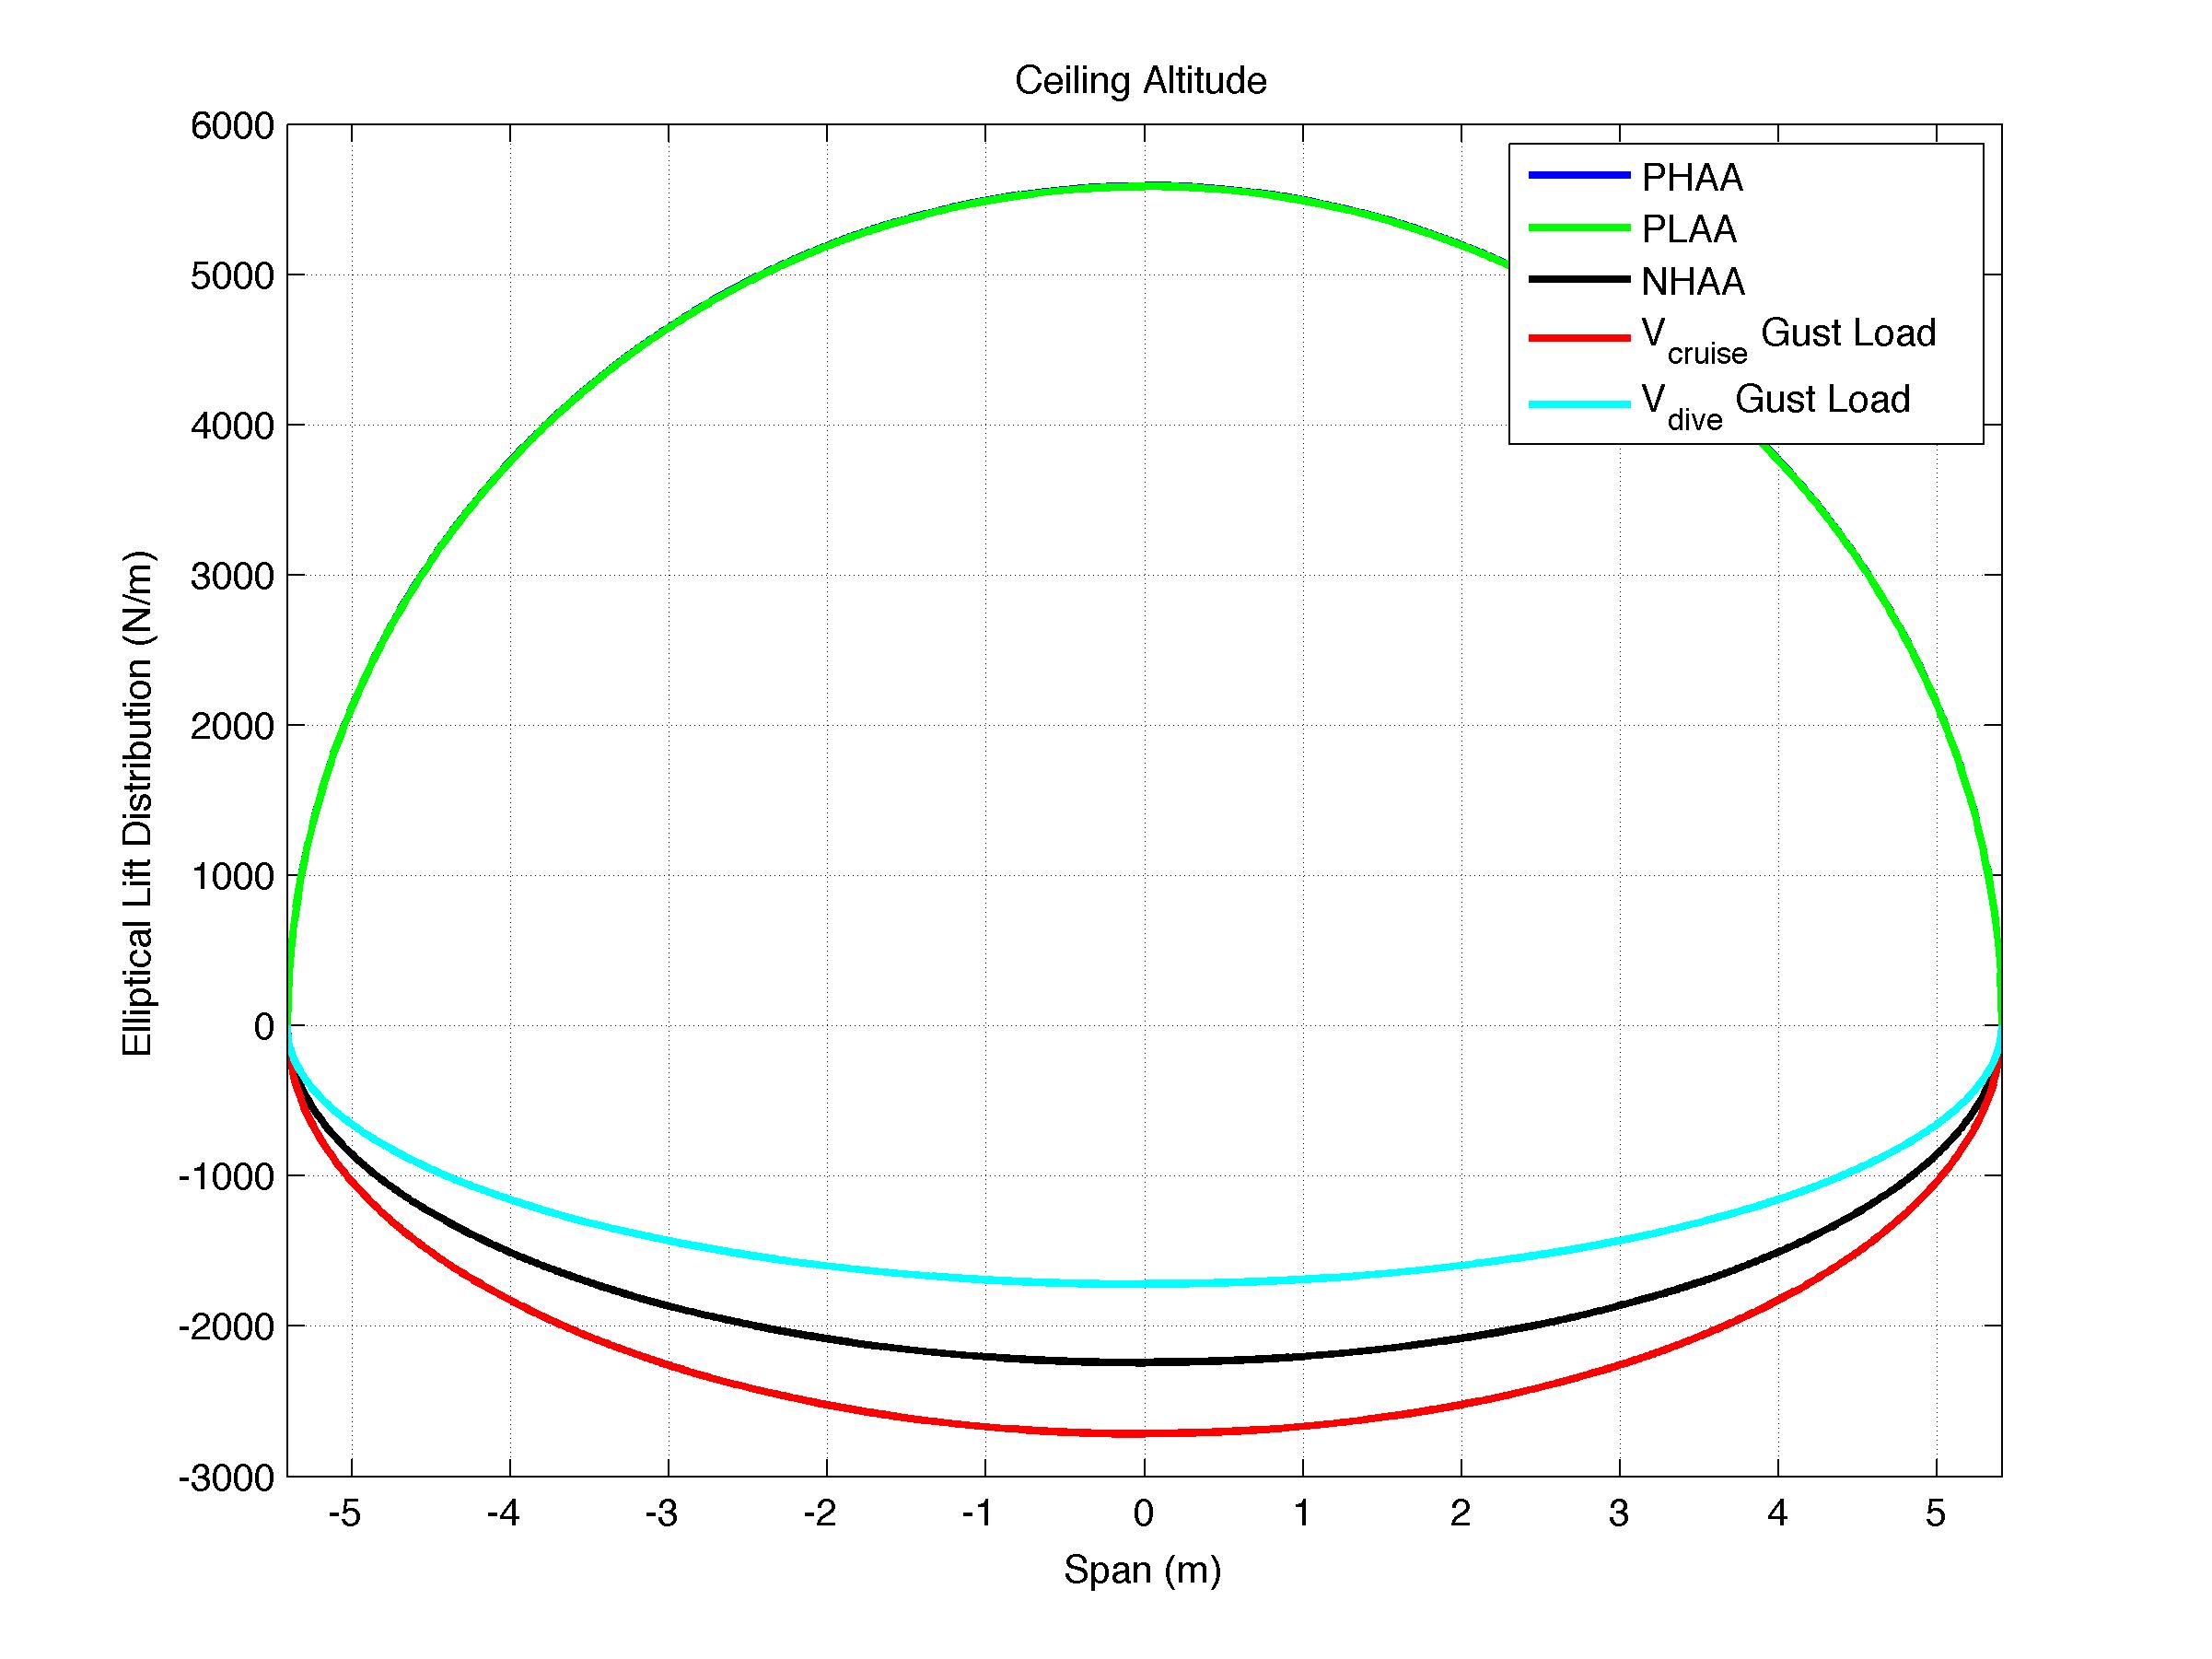 Ceiling Altitude
6000
5000
4000
3000
2000
1000
0
-1000
-2000
-3000
Elliptical Lift Distribution (N/m)
PHAA
PLAA
NHAA
Vcruise Gust Load
Vdive Gust Load
-5 -4 -3 -2 -1 0 1 2 3 4 5
Span (m)